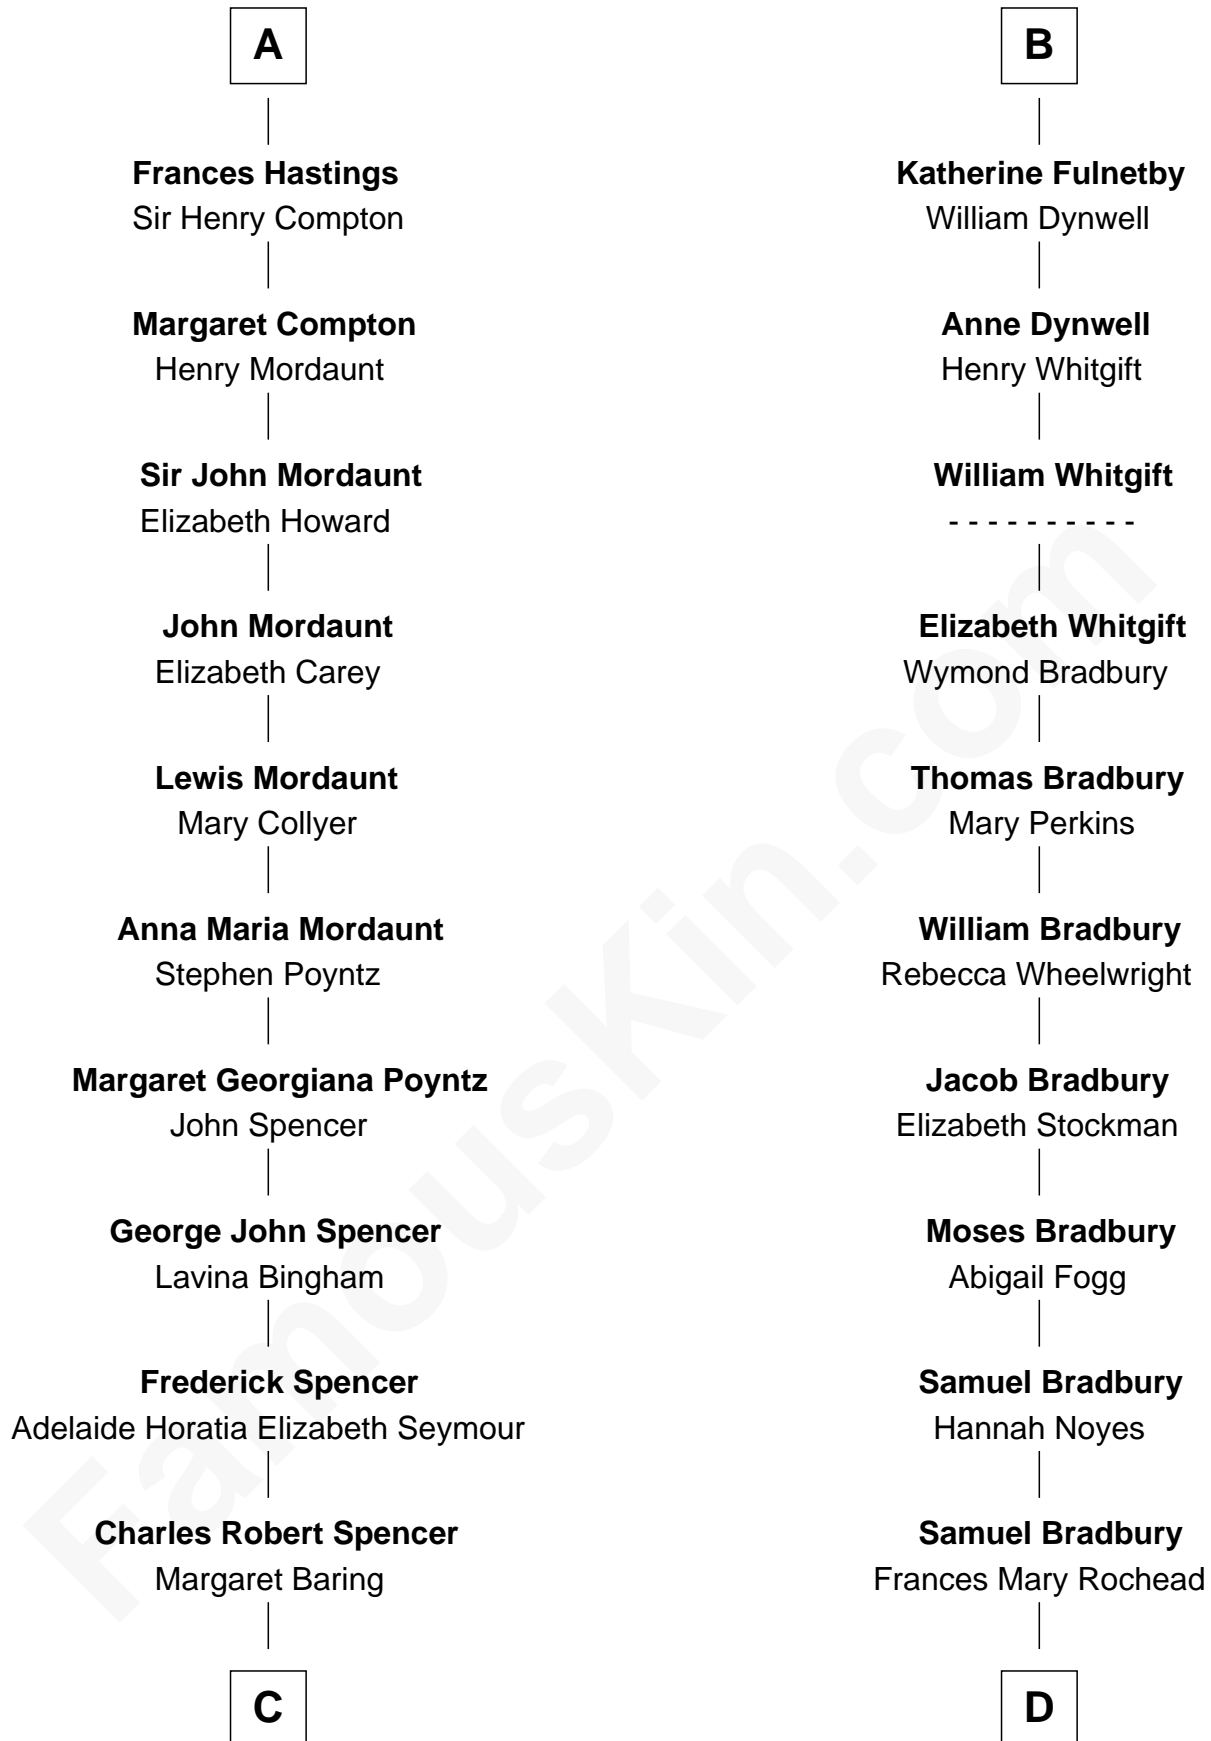 A
Frances Hastings
Sir Henry Compton
Margaret Compton
Henry Mordaunt
Sir John Mordaunt
Elizabeth Howard
John Mordaunt
Elizabeth Carey
Lewis Mordaunt
Mary Collyer
Anna Maria Mordaunt
Stephen Poyntz
Margaret Georgiana Poyntz
John Spencer
George John Spencer
Lavina Bingham
Frederick Spencer
Adelaide Horatia Elizabeth Seymour
Charles Robert Spencer
Margaret Baring
C
B
Katherine Fulnetby
William Dynwell
Anne Dynwell
Henry Whitgift
William Whitgift
- - - - - - - - - -
Elizabeth Whitgift
Wymond Bradbury
Thomas Bradbury
Mary Perkins
William Bradbury
Rebecca Wheelwright
Jacob Bradbury
Elizabeth Stockman
Moses Bradbury
Abigail Fogg
Samuel Bradbury
Hannah Noyes
Samuel Bradbury
Frances Mary Rochead
D
FamousKin.com